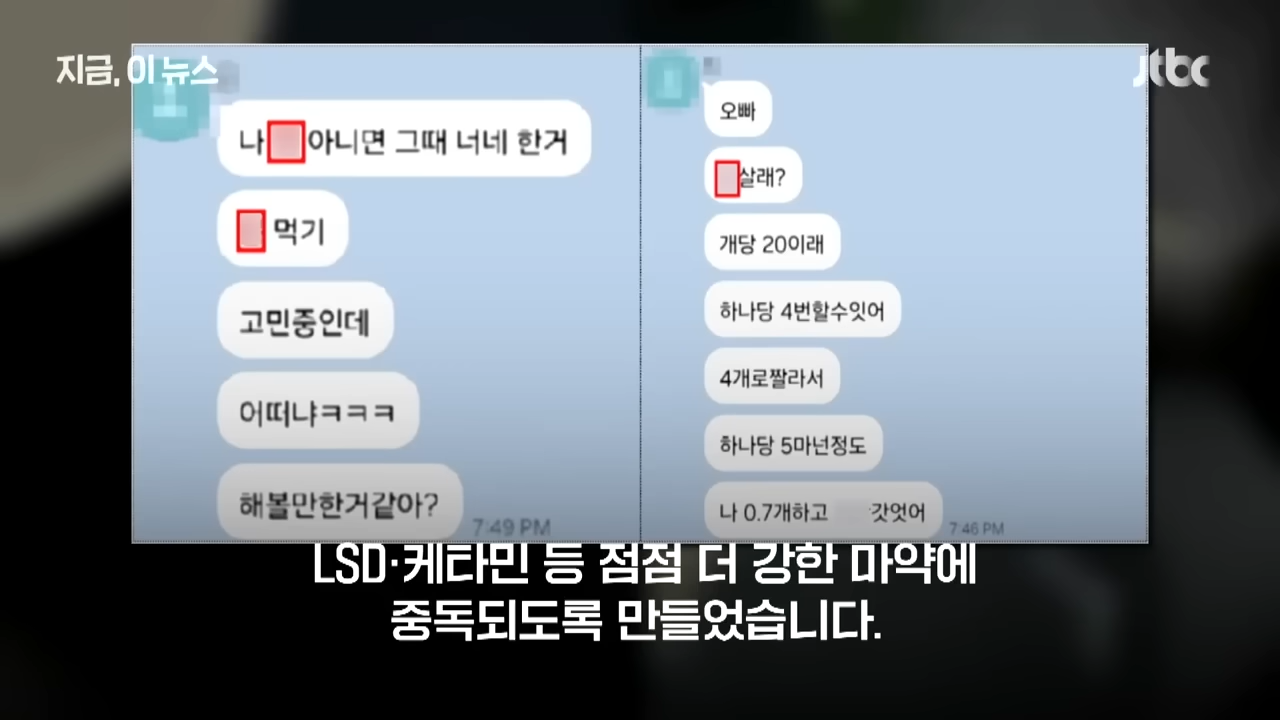 지금, 이 뉴스
jtbc
나 아니면 그때 너네 한거
먹기
고민중인데
어떠냐ㅋㅋㅋ
해볼만한거같아?
7:49 PM
오빠
살래?
개당 20이래
하나당 4번할수잇어
4개로짤라서
하나당 5마넌정도
나 0.7개하고 갓엇어
7:46 PM
LSD·케타민 등 점점 더 강한 마약에
중독되도록 만들었습니다.